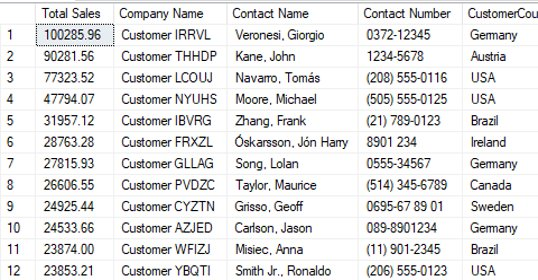 Total Sales Company Name Contact Name Contact Number CustomerCou
1 100285.96 Customer IRRVL Veronesi, Giorgio 0372-12345 Germany
2 90281.56 Customer THHDP Kane, John 1234-5678 Austria
3 77323.52 Customer LCOUJ Navarro, Tomás (208) 555-0116 USA
4 47794.07 Customer NYUHS Moore, Michael (505) 555-0125 USA
5 31957.12 Customer IBVRG Zhang, Frank (21) 789-0123 Brazil
6 28763.28 Customer FRXZL Óskarsson, Jón Harry 8901 234 Ireland
7 27815.93 Customer GLLAG Song, Lolan 0555-34567 Germany
8 26606.55 Customer PVDZC Taylor, Maurice (514) 345-6789 Canada
9 24925.44 Customer CYZTN Grisso, Geoff 0695-67 89 01 Sweden
10 24533.66 Customer AZJED Carlson, Jason 089-8901234 Germany
11 23874.00 Customer WFIZJ Misiec, Anna (11) 901-2345 Brazil
12 23853.21 Customer YBQTI Smith Jr., Ronaldo (206) 555-0123 USA